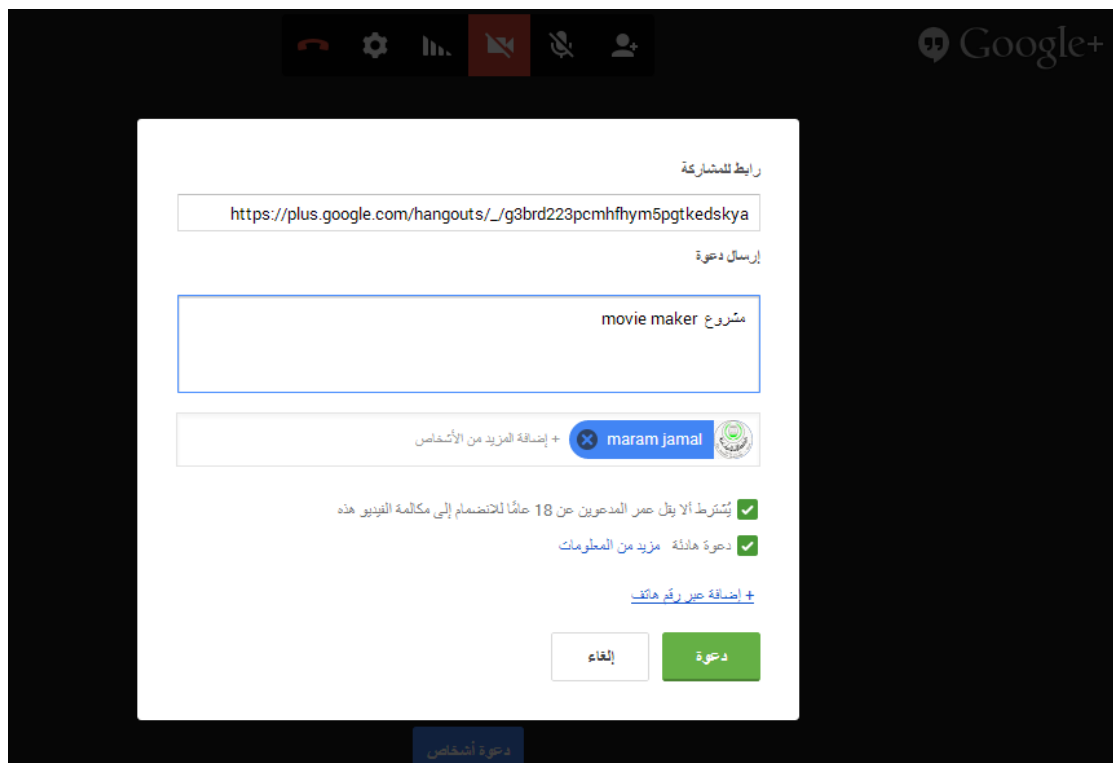 Google+
رابط للمشاركة
https://plus.google.com/hangouts/_/g3brd223pcmhfhym5pgtkedskya
إرسال دعوة
مشروع movie maker
maram jamal + إضافة المزيد من الأشخاص
يُشترط ألا يقل عمر المدعوين عن 18 عامًا للانضمام إلى مكالمة الفيديو هذه
دعوة هادئة مزيد من المعلومات
+ إضافة عبر رقم هاتف
دعوة إلغاء
دعوة أشخاص